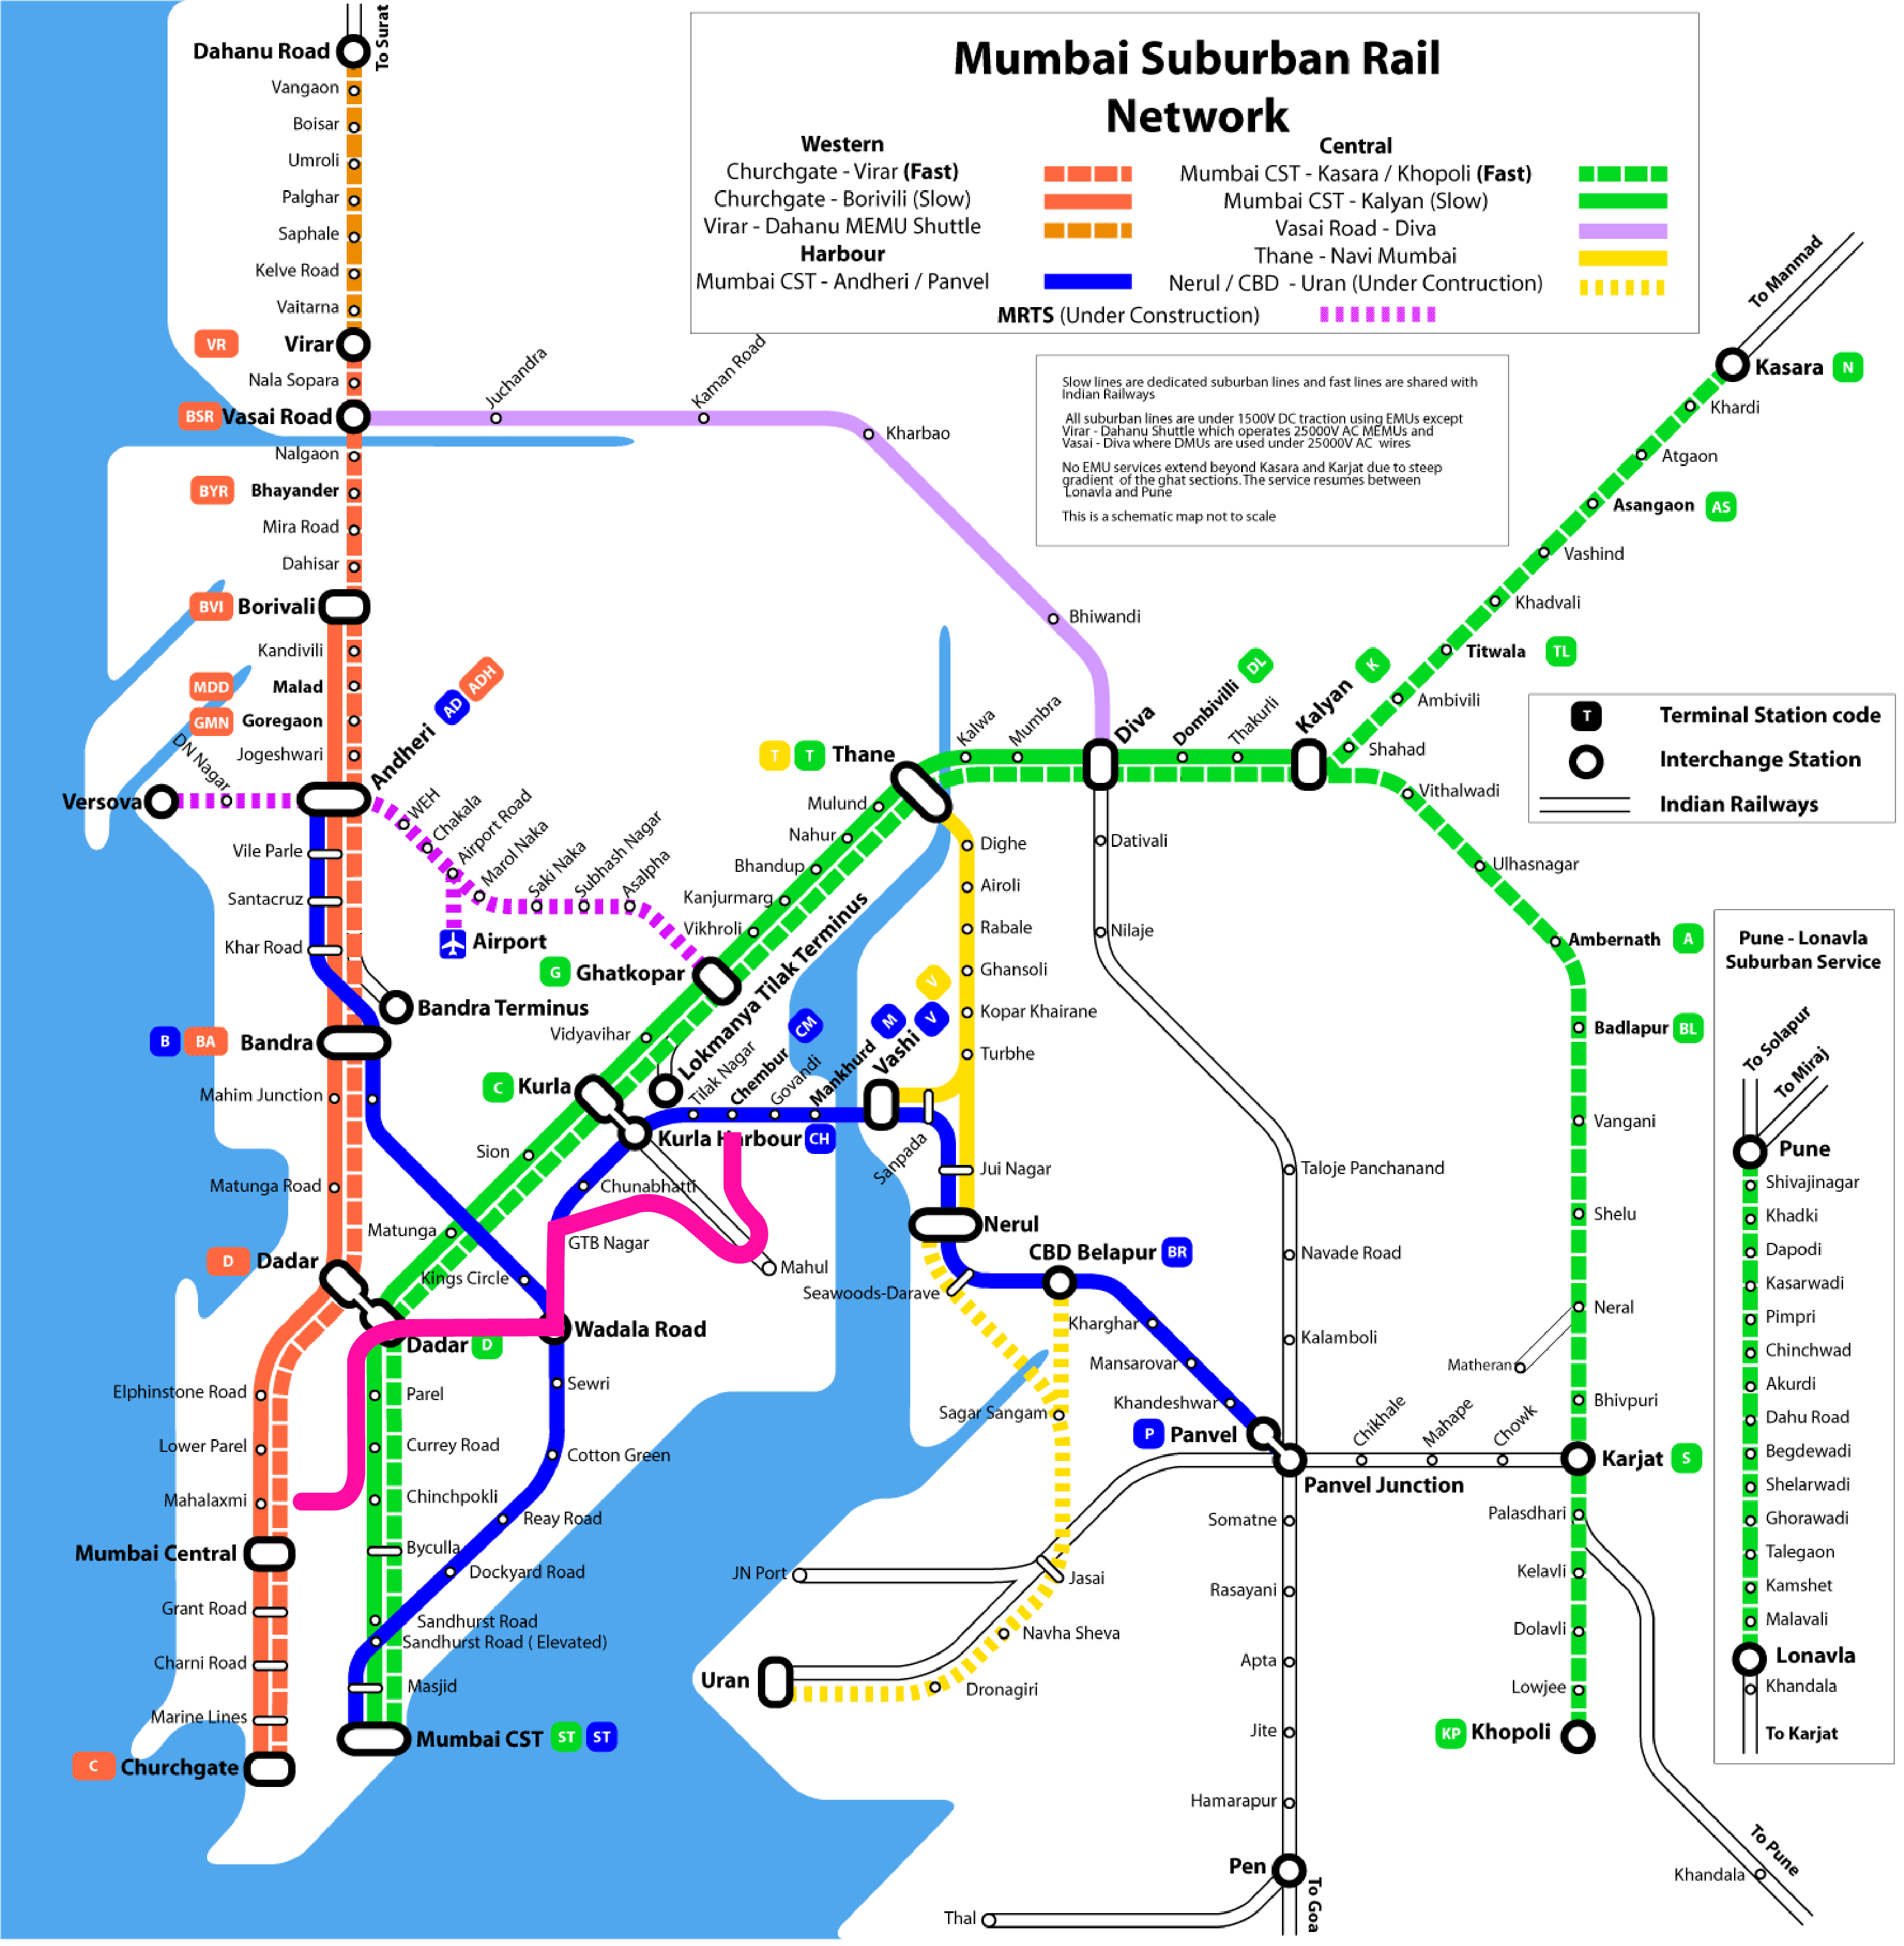 To Surat
Dahanu Road
Vangaon
Boisar
Umroli
Palghar
Saphale
Kelve Road
Vaitarna
VR
Virar
Nala Sopara
BSR
Vasai Road
Nalgaon
BYR
Bhayander
Mira Road
Dahisar
BVI
Borivali
Kandivili
MDD
Malad
GMN
Goregaon
Jogeshwari
Mumbai Suburban Rail
Network
Western
Churchgate - Virar (Fast)
Churchgate - Borivili (Slow)
Virar - Dahanu MEMU Shuttle
Harbour
Mumbai CST - Andheri / Panvel
Central
Mumbai CST - Kasara / Khopoli (Fast)
Mumbai CST - Kalyan (Slow)
Vasai Road - Diva
Thane - Navi Mumbai
Nerul / CBD - Uran (Under Contruction)
MRTS (Under Construction)
Slow lines are dedicated suburban lines and fast lines are shared with
Indian Railways
All suburban lines are under 1500V DC traction using EMUs except
Virar - Dahanu Shuttle which operates 25000V AC MEMUs and
Vasai - Diva where DMUs are used under 25000V AC wires
No EMU services extend beyond Kasara and Karjat due to steep
gradient of the ghat sections. The service resumes between
Lonavla and Pune
This is a schematic map not to scale
Juchandra
Kaman Road
Kharbao
Bhiwandi
To Manmad
Kasara
N
Khardi
Atgaon
Asangaon
AS
Vashind
Khadvali
Titwala
TL
Ambivili
Shahad
T
Terminal Station code
Interchange Station
Indian Railways
DN Nagar
Versova
Andheri
AD
ADH
WEH
Chakala
Airport Road
Marol Naka
Saki Naka
Subhash Nagar
Asalpha
Airport
Vile Parle
Santacruz
Khar Road
Bandra Terminus
B
BA
Bandra
Mahim Junction
Matunga Road
D
Dadar
Elphinstone Road
Lower Parel
Mahalaxmi
Mumbai Central
Grant Road
Charni Road
Marine Lines
C
Churchgate
T
T
Thane
Kalwa
Mumbra
Diva
Dombivilli
DL
Thakurli
Kalyan
K
Mulund
Nahur
Bhandup
Kanjurmarg
Vikhroli
G
Ghatkopar
Vidyavihar
Lokmanya Tilak Terminus
C
Kurla
Sion
Matunga
Kings Circle
Dadar
D
Parel
Currey Road
Chinchpokli
Byculla
Sandhurst Road
Sandhurst Road ( Elevated)
Masjid
Mumbai CST
ST
ST
Tilak Nagar
Chembur
CM
Govandi
Mankhurd
M
Vashi
V
V
Kurla Harbour
CH
Chunabhatti
GTB Nagar
Mahul
Wadala Road
Sewri
Cotton Green
Reay Road
Dockyard Road
Dighe
Airoli
Rabale
Ghansoli
Kopar Khairane
Turbhe
Sanpada
Jui Nagar
Nerul
Seawoods-Darave
CBD Belapur
BR
Kharghar
Mansarovar
Khandeshwar
P
Panvel
Panvel Junction
Sagar Sangam
JN Port
Jasai
Navha Sheva
Dronagiri
Uran
Dativali
Nilaje
Taloje Panchanand
Navade Road
Kalamboli
Chikhale
Mahape
Chowk
Somatne
Rasayani
Apta
Jite
Hamarapur
Pen
To Goa
Thal
Vithalwadi
Ulhasnagar
Ambernath
A
Badlapur
BL
Vangani
Shelu
Neral
Matheran
Bhivpuri
Karjat
S
Palasdhari
Kelavli
Dolavli
Lowjee
KP
Khopoli
To Pune
Khandala
Pune - Lonavla
Suburban Service
To Solapur
To Miraj
Pune
Shivajinagar
Khadki
Dapodi
Kasarwadi
Pimpri
Chinchwad
Akurdi
Dahu Road
Begdewadi
Shelarwadi
Ghorawadi
Talegaon
Kamshet
Malavali
Lonavla
Khandala
To Karjat